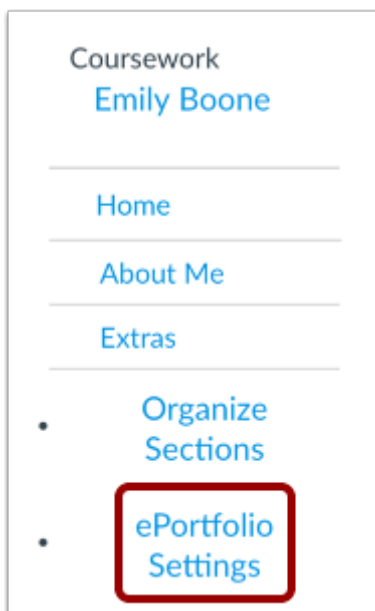 Coursework
Emily Boone
Home
About Me
Extras
Organize
Sections
ePortfolio
Settings